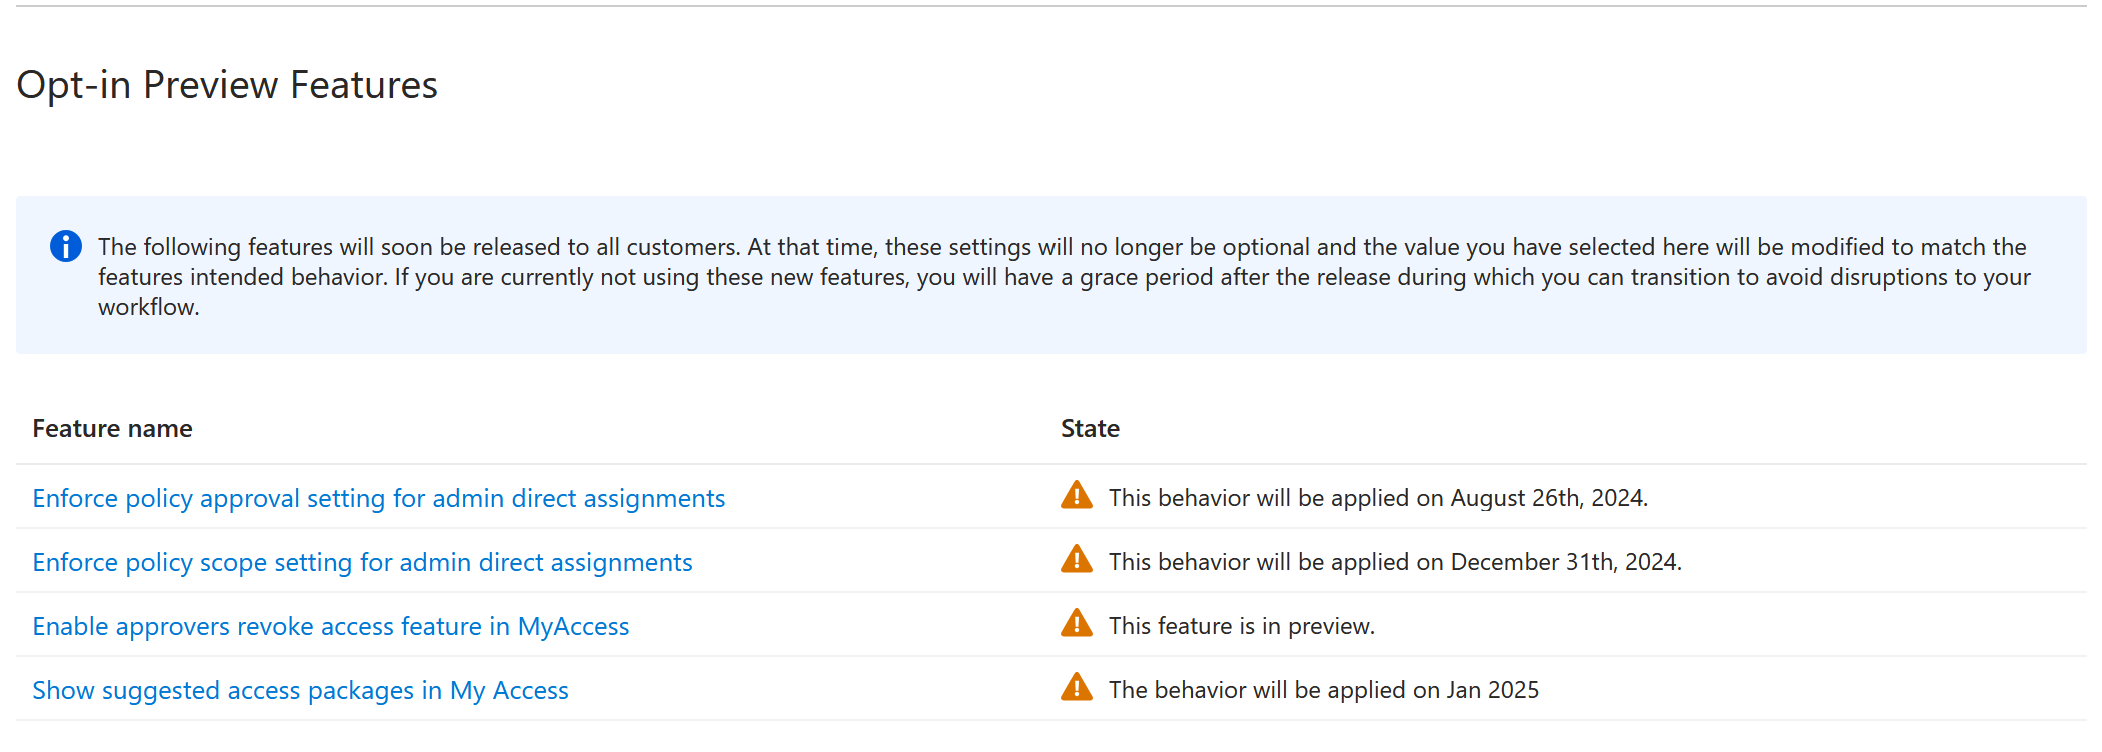 Opt-in Preview Features
The following features will soon be released to all customers. At that time, these settings will no longer be optional and the value you have selected here will be modified to match the
features intended behavior. If you are currently not using these new features, you will have a grace period after the release during which you can transition to avoid disruptions to your
workflow.
Feature name State
Enforce policy approval setting for admin direct assignments This behavior will be applied on August 26th, 2024.
Enforce policy scope setting for admin direct assignments This behavior will be applied on December 31th, 2024.
Enable approvers revoke access feature in MyAccess This feature is in preview.
Show suggested access packages in My Access The behavior will be applied on Jan 2025